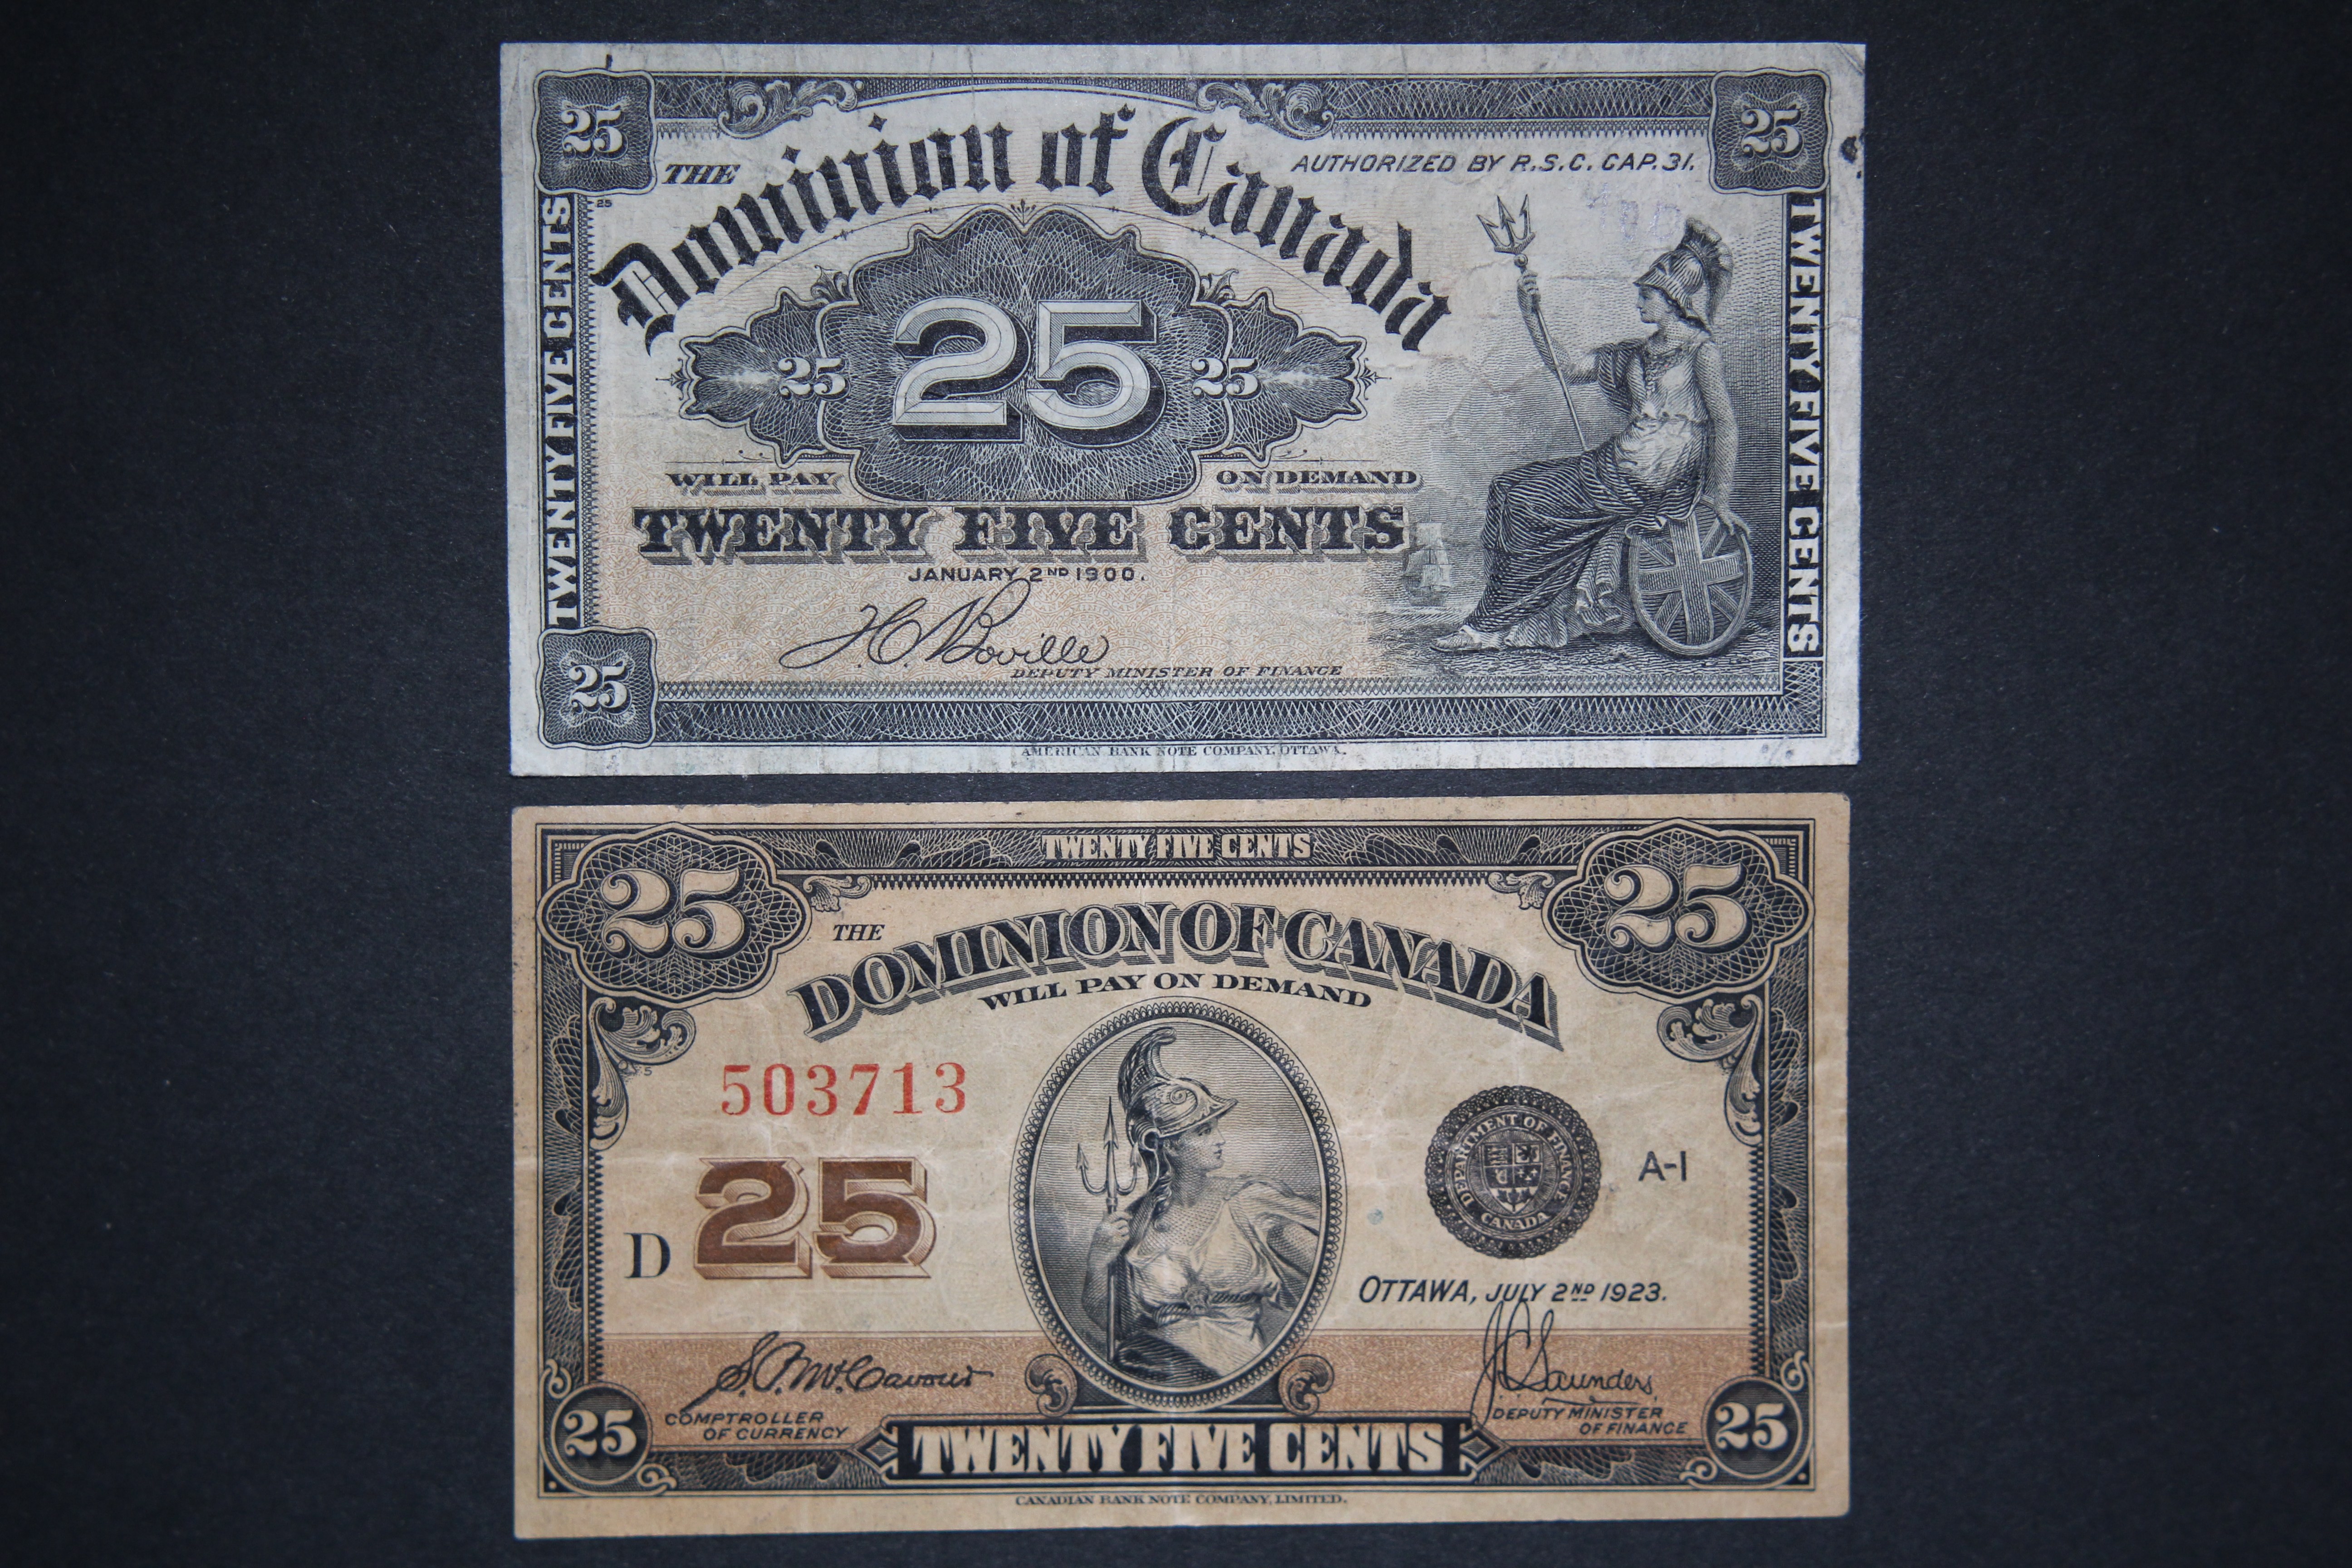 25
25
THE Dominion of Canada
AUTHORIZED BY R.S.C. CAP. 31.
25
TWENTY FIVE CENTS
TWENTY FIVE CENTS
25 25 25
WILL PAY ON DEMAND
TWENTY FIVE CENTS
JANUARY 2ND 1900.
H. C. Boville
DEPUTY MINISTER OF FINANCE
25
AMERICAN BANK NOTE COMPANY, OTTAWA.
TWENTY FIVE CENTS
25 25
THE
DOMINION OF CANADA
WILL PAY ON DEMAND
503713
25
D
DEPARTMENT OF FINANCE
CANADA
A-1
OTTAWA, JULY 2ND 1923.
J C Saunders
COMPTROLLER
OF CURRENCY
DEPUTY MINISTER
OF FINANCE
25 TWENTY FIVE CENTS 25
CANADIAN BANK NOTE COMPANY, LIMITED.